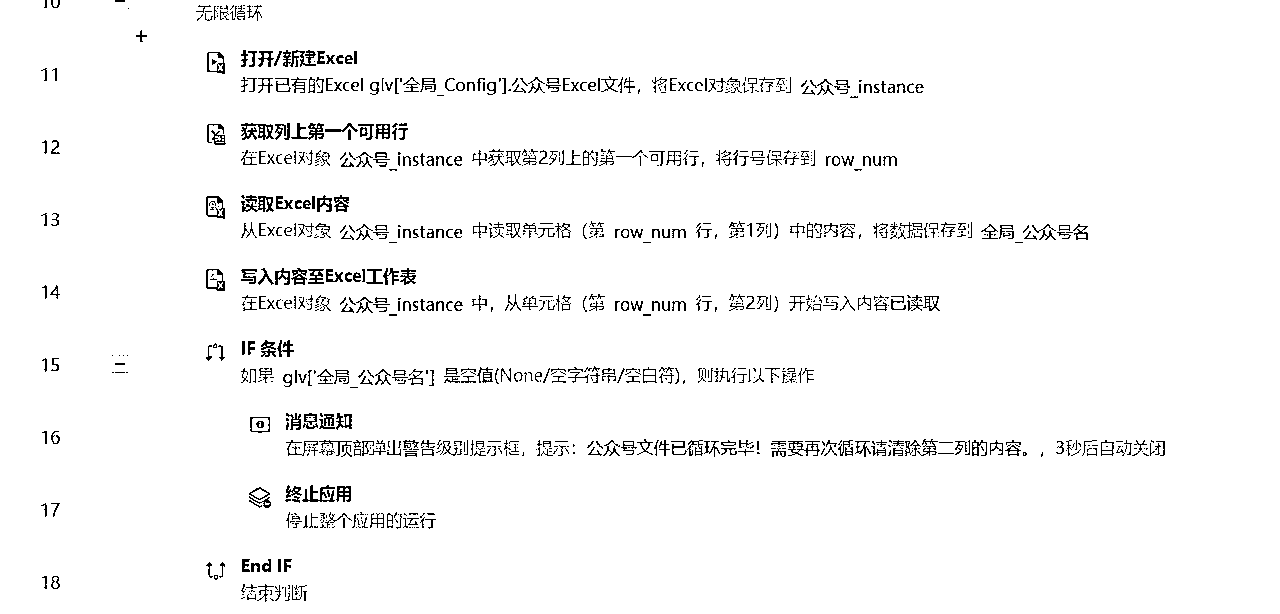 10
无限循环
11
打开/新建Excel
打开已有的Excel glv['全局_Config'].公众号Excel文件，将Excel对象保存到 公众号_instance
12
获取列上第一个可用行
在Excel对象 公众号_instance 中获取第2列上的第一个可用行，将行号保存到 row_num
13
读取Excel内容
从Excel对象 公众号_instance 中读取单元格（第 row_num 行，第1列）中的内容，将数据保存到 全局_公众号名
14
写入内容至Excel工作表
在Excel对象 公众号_instance 中，从单元格（第 row_num 行，第2列）开始写入内容已读取
15
IF 条件
如果 glv['全局_公众号名'] 是空值(None/空字符串/空白符)，则执行以下操作
16
消息通知
在屏幕顶部弹出警告级别提示框，提示：公众号文件已循环完毕！需要再次循环请清除第二列的内容。，3秒后自动关闭
17
终止应用
停止整个应用的运行
18
End IF
结束判断